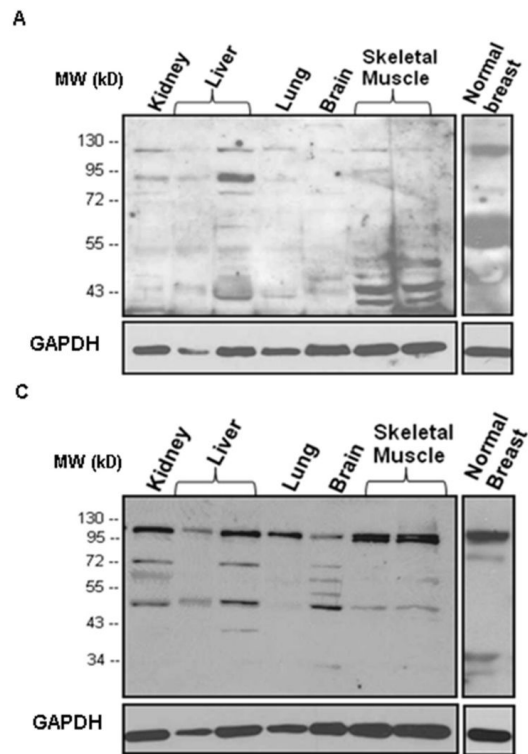 A
MW (kD)
Kidney
Liver
Lung
Brain
Skeletal
Muscle
Normal
breast
130 --
95 --
72 --
55 --
43 --
GAPDH
C
MW (kD)
Kidney
Liver
Lung
Brain
Skeletal
Muscle
Normal
Breast
130 --
95 --
72 --
55 --
43 --
34 --
GAPDH